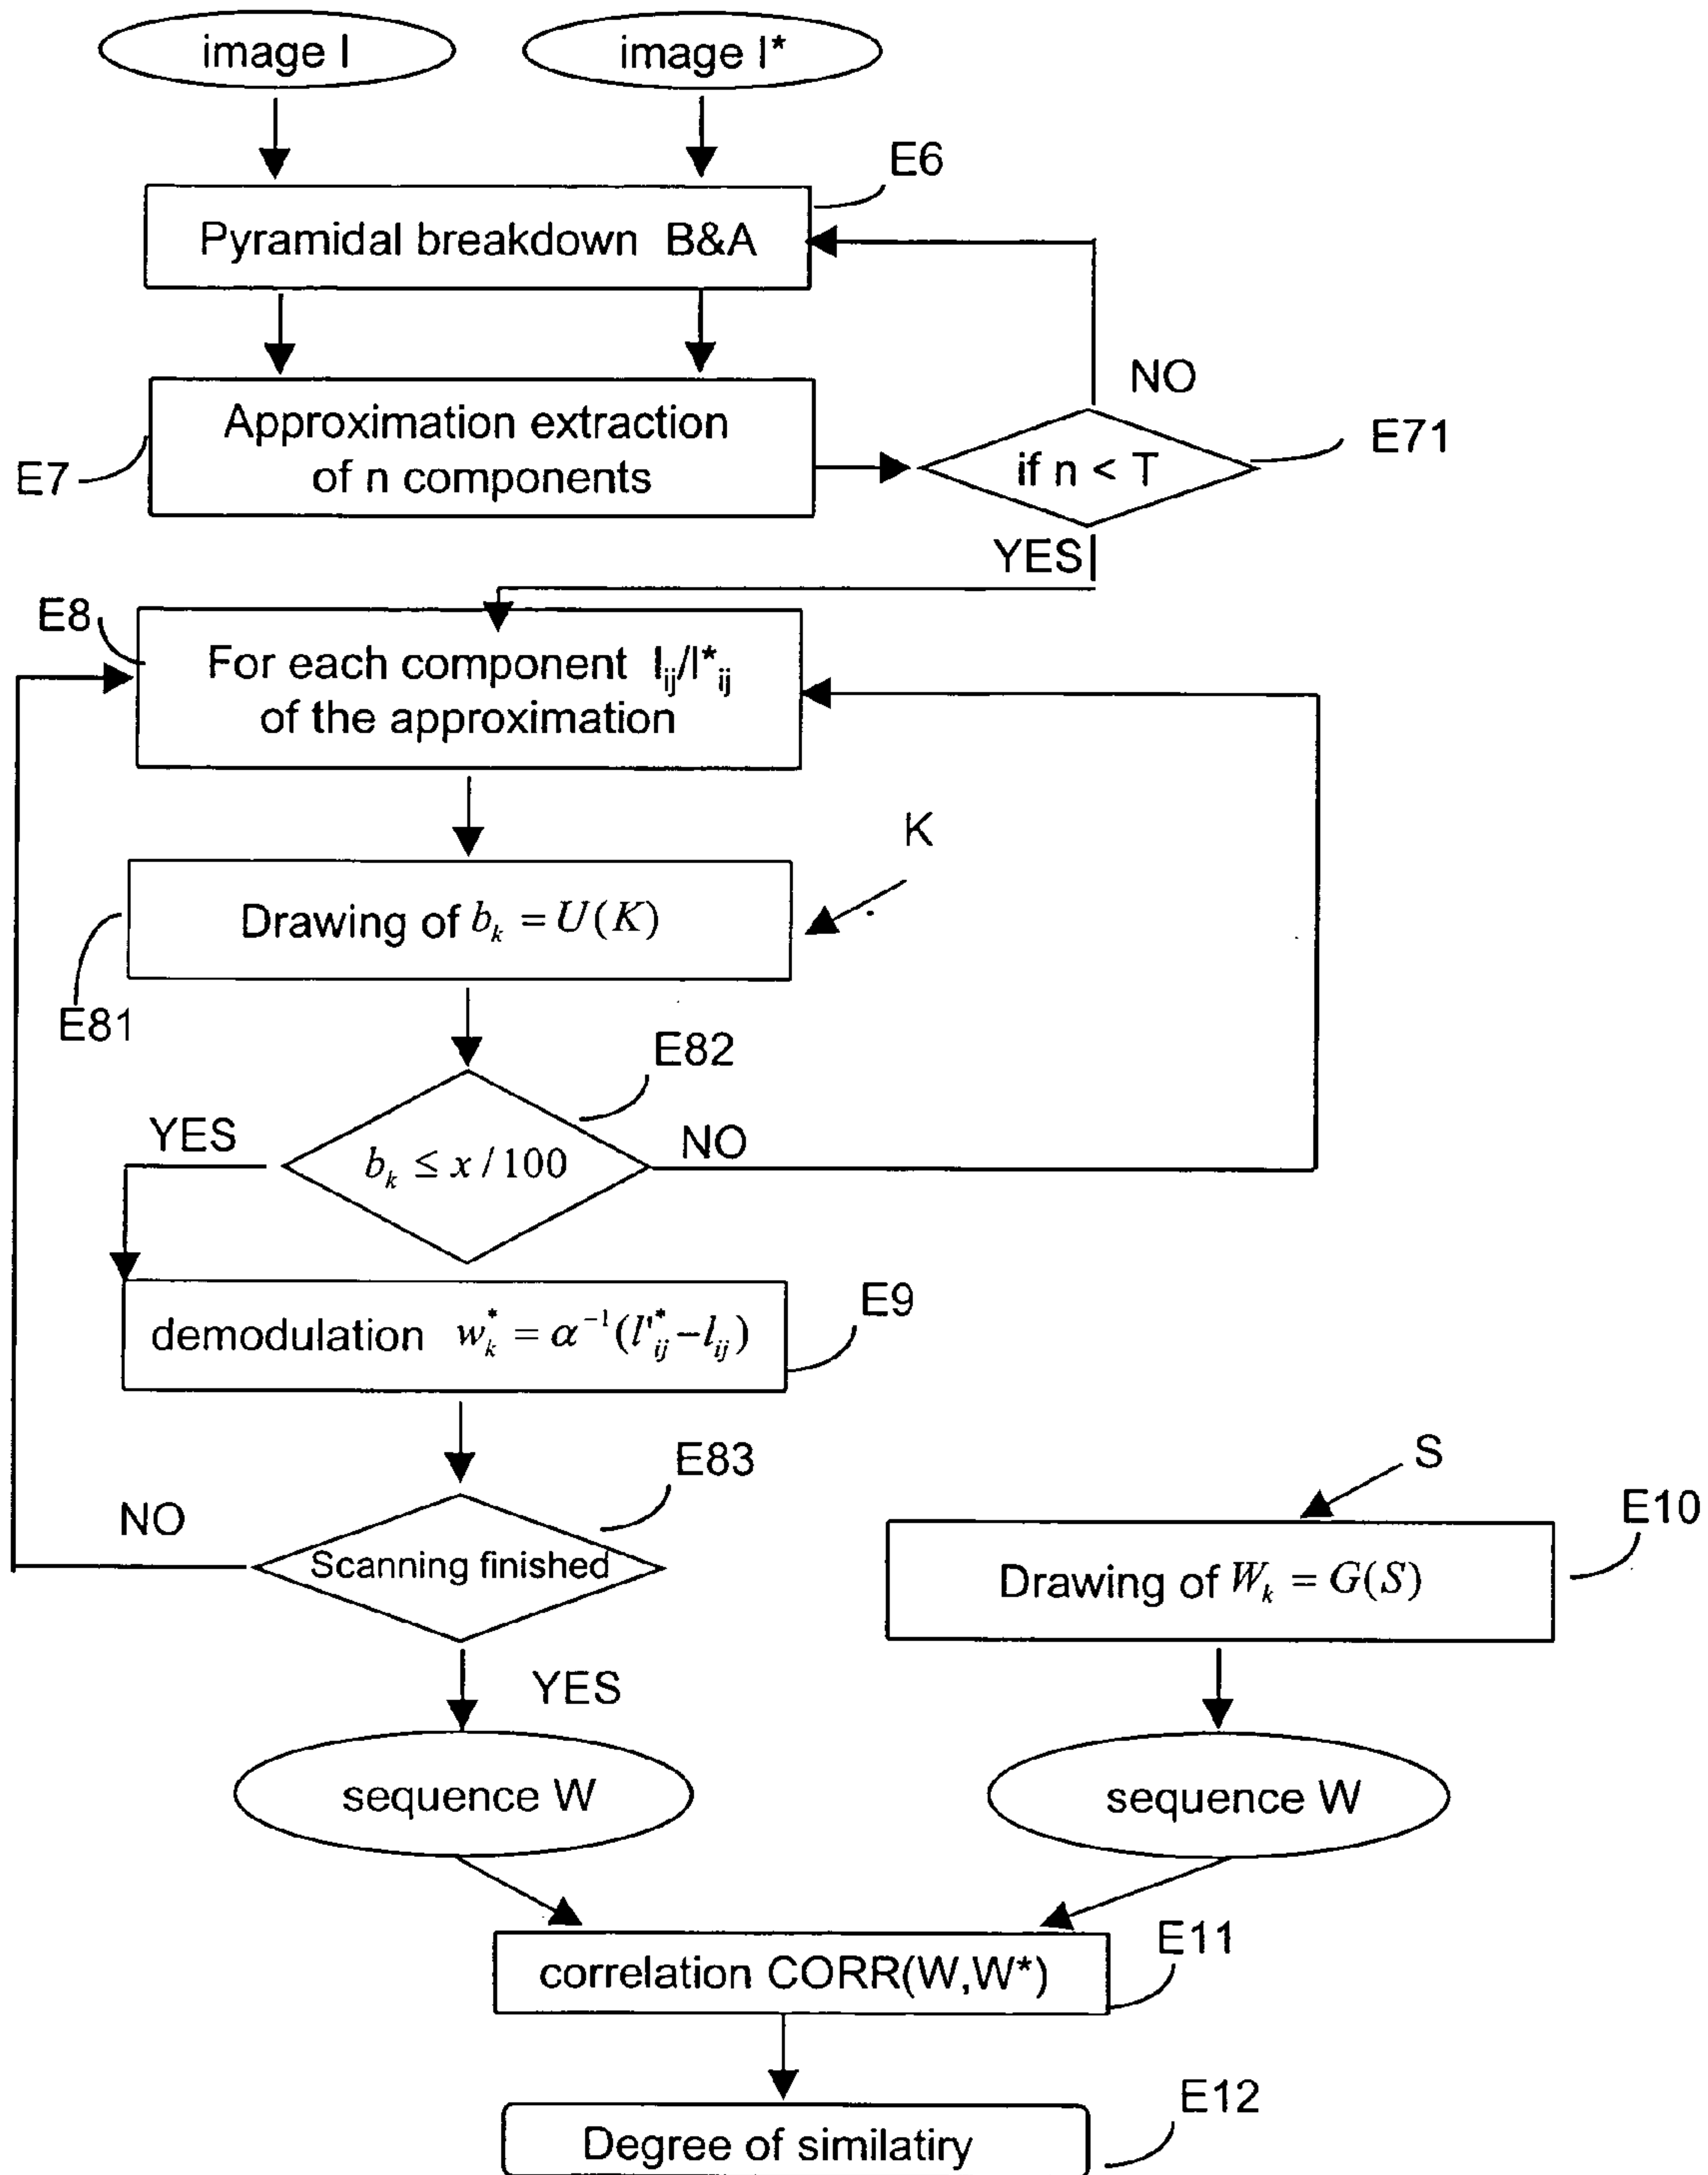 image I
image I*
E6
Pyramidal breakdown B&A
NO
Approximation extraction
of n components
E7
if n < T
E71
YES
E8
For each component I_ij/I*_ij
of the approximation
K
Drawing of b_k = U(K)
E81
E82
YES
b_k ≤ x / 100
NO
E9
demodulation w*_k = α⁻¹(l'*_ij − l_ij)
E83
S
E10
NO
Scanning finished
Drawing of W_k = G(S)
YES
sequence W
sequence W
E11
correlation CORR(W,W*)
E12
Degree of similatiry